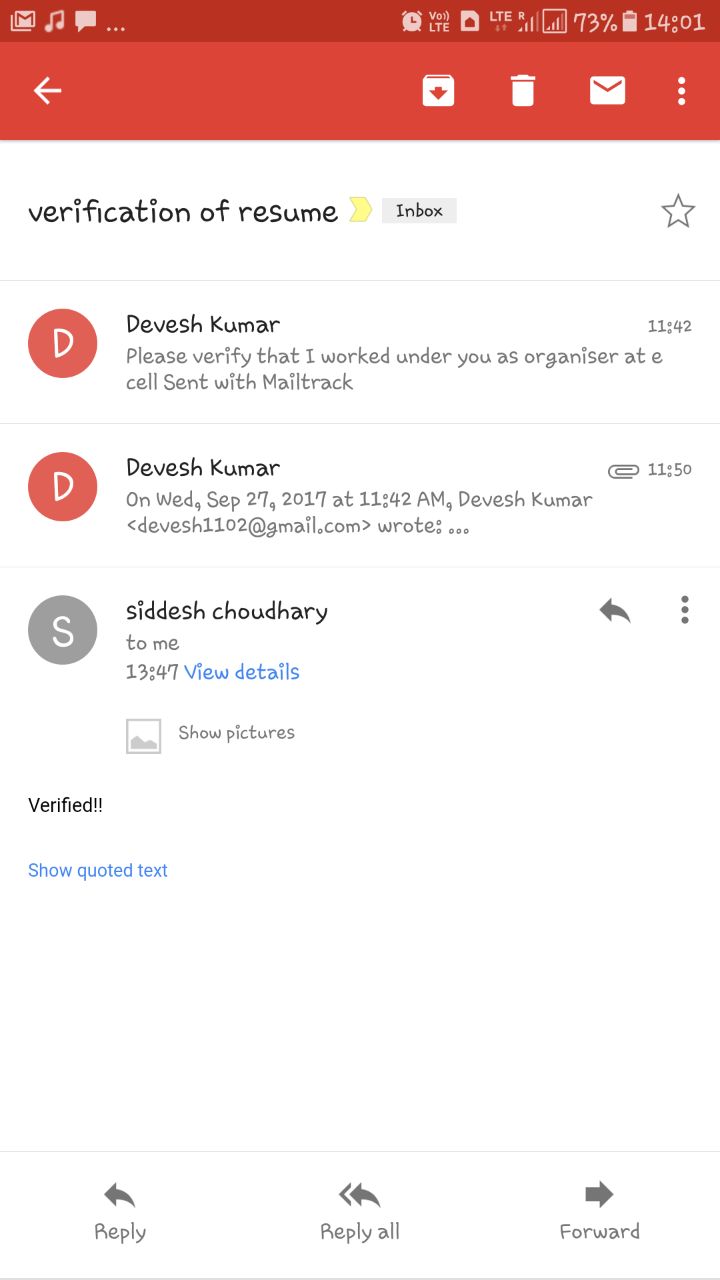 ... Vo) LTE LTE R 73% 14:01
verification of resume Inbox
D
Devesh Kumar 11:42
Please verify that I worked under you as organiser at e
cell Sent with Mailtrack
D
Devesh Kumar 11:50
On Wed, Sep 27, 2017 at 11:42 AM, Devesh Kumar
<devesh1102@gmail.com> wrote: ...
S
siddesh choudhary
to me
13:47 View details
Show pictures
Verified!!
Show quoted text
Reply Reply all Forward